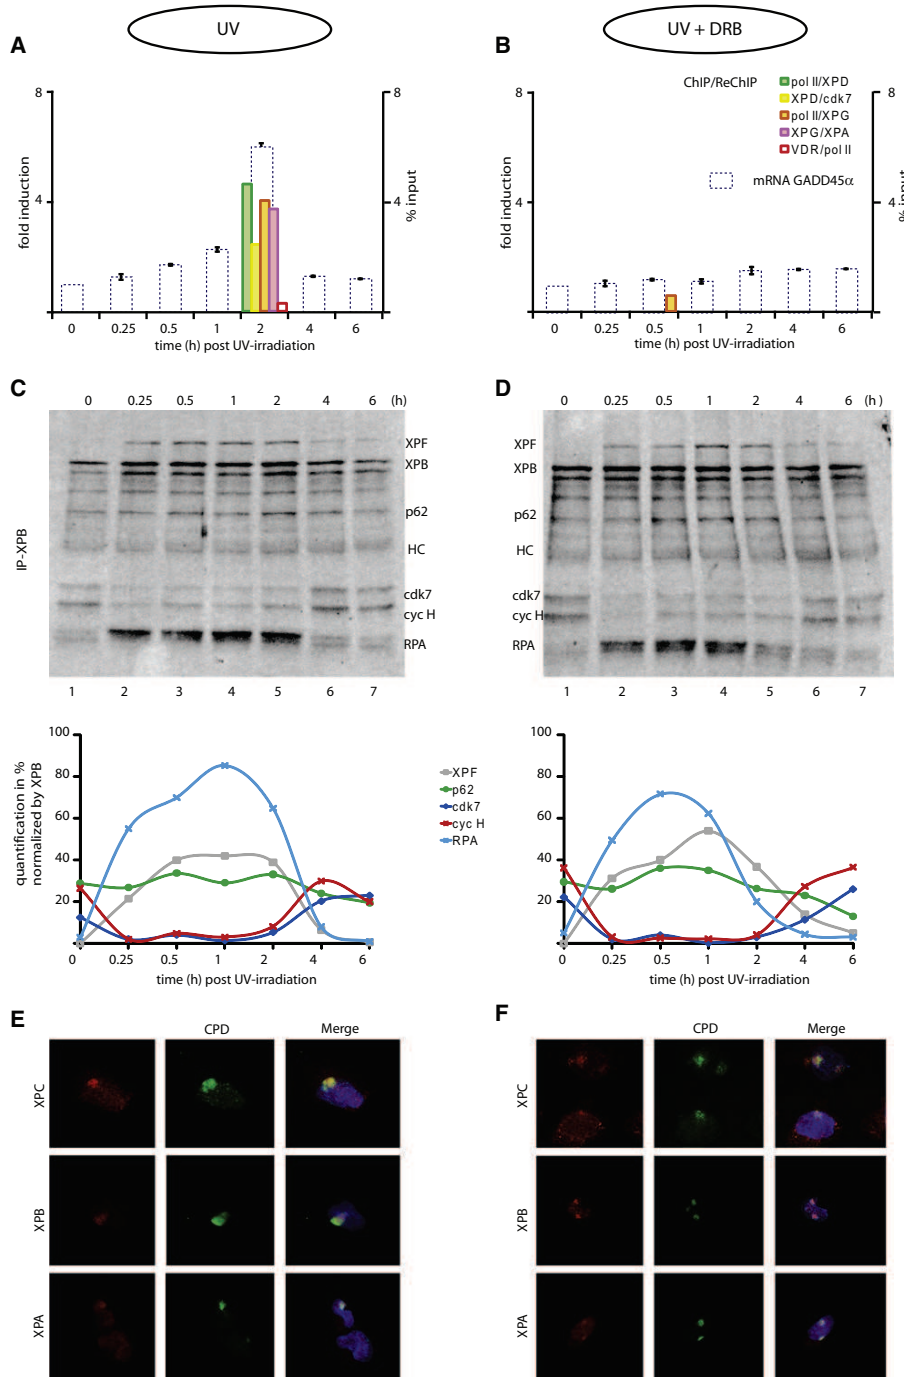 UV
UV + DRB
A
B
ChIP/ReChIP
pol II/XPD
XPD/cdk7
pol II/XPG
XPG/XPA
VDR/pol II
mRNA GADD45α
8
4
fold induction
8
4
% input
0 0.25 0.5 1 2 4 6
time (h) post UV-irradiation
8
4
fold induction
8
4
% input
0 0.25 0.5 1 2 4 6
time (h) post UV-irradiation
C
0 0.25 0.5 1 2 4 6 (h)
IP-XPB
XPF
XPB
p62
HC
cdk7
cyc H
RPA
1 2 3 4 5 6 7
D
0 0.25 0.5 1 2 4 6 (h)
XPF
XPB
p62
HC
cdk7
cyc H
RPA
1 2 3 4 5 6 7
quantification in %
normalized by XPB
100
80
60
40
20
0 0.25 0.5 1 2 4 6
time (h) post UV-irradiation
XPF
p62
cdk7
cyc H
RPA
100
80
60
40
20
0 0.25 0.5 1 2 4 6
time (h) post UV-irradiation
E
CPD Merge
XPC
XPB
XPA
F
CPD Merge
XPC
XPB
XPA